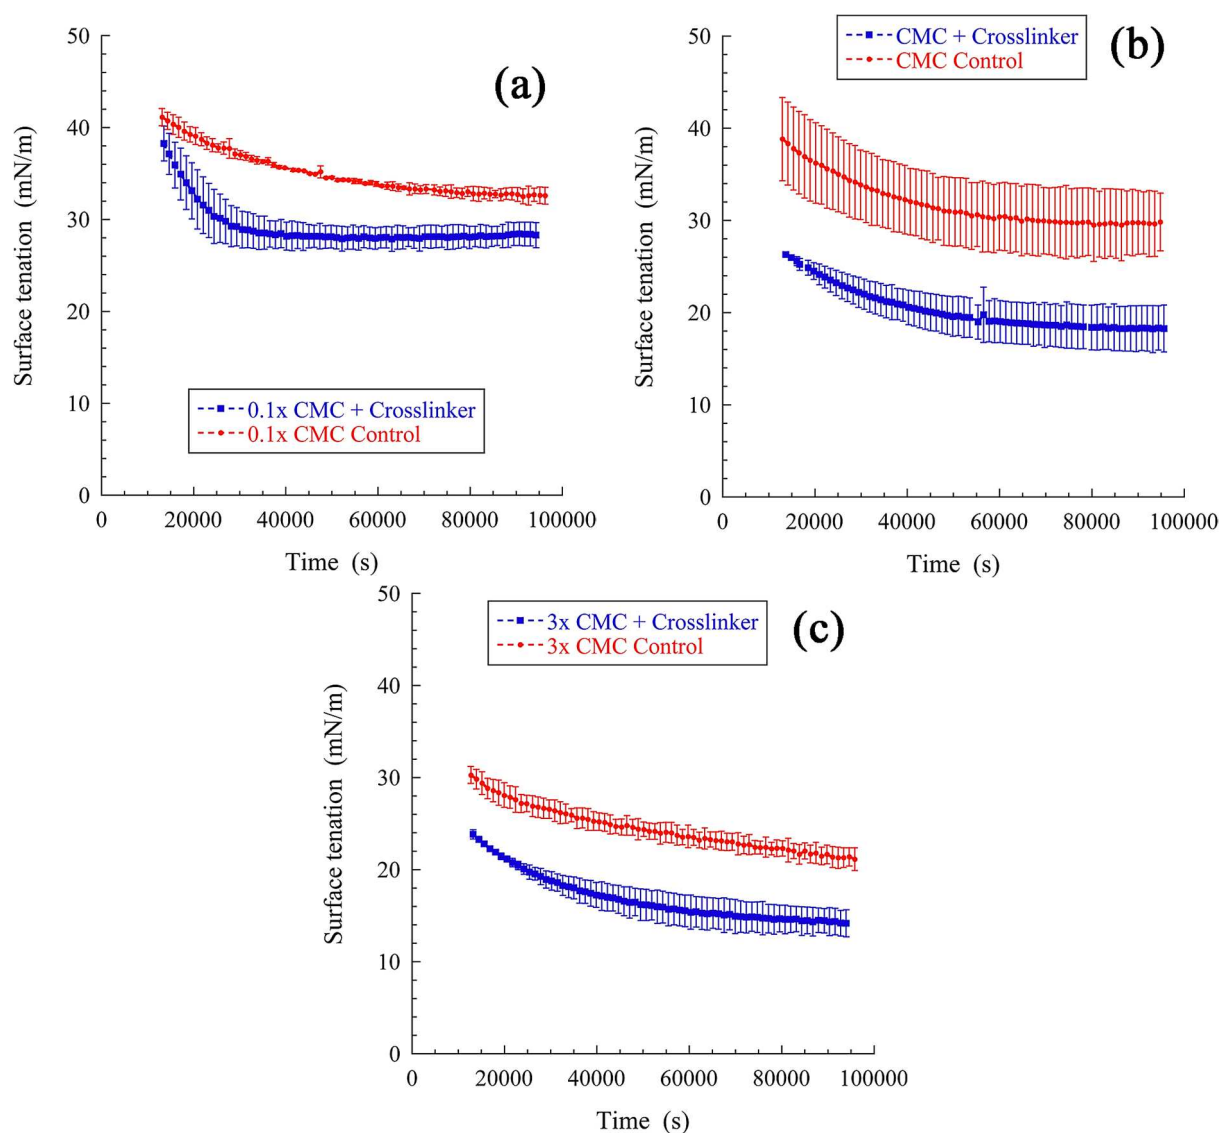 (a)
50
40
30
20
10
0
Surface tenation (mN/m)
0.1x CMC + Crosslinker
0.1x CMC Control
0 20000 40000 60000 80000 100000
Time (s)
CMC + Crosslinker
CMC Control
(b)
50
40
30
20
10
0
Surface tenation (mN/m)
0 20000 40000 60000 80000 100000
Time (s)
3x CMC + Crosslinker
3x CMC Control
(c)
50
40
30
20
10
0
Surface tenation (mN/m)
0 20000 40000 60000 80000 100000
Time (s)